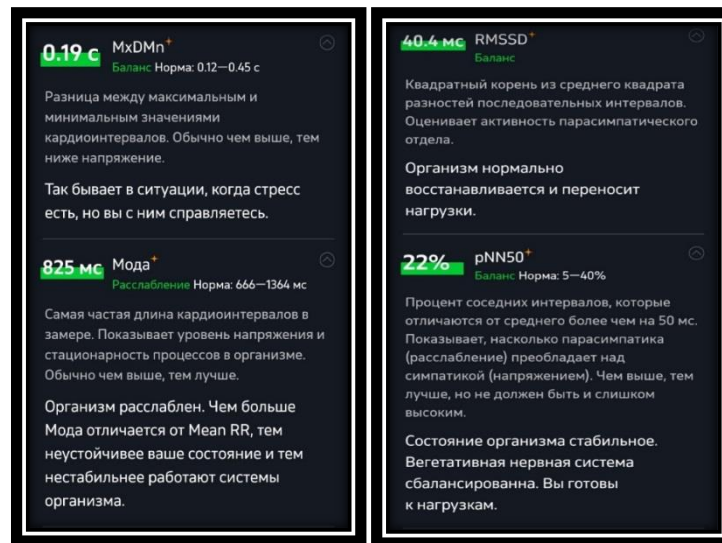 0.19 с MxDMn+
Баланс Норма: 0.12—0.45 с
Разница между максимальным и
минимальным значениями
кардиоинтервалов. Обычно чем выше, тем
ниже напряжение.
Так бывает в ситуации, когда стресс
есть, но вы с ним справляетесь.
825 мс Мода+
Расслабление Норма: 666—1364 мс
Самая частая длина кардиоинтервалов в
замере. Показывает уровень напряжения и
стационарность процессов в организме.
Обычно чем выше, тем лучше.
Организм расслаблен. Чем больше
Мода отличается от Mean RR, тем
неустойчивее ваше состояние и тем
нестабильнее работают системы
организма.
40.4 мс RMSSD+
Баланс
Квадратный корень из среднего квадрата
разностей последовательных интервалов.
Оценивает активность парасимпатического
отдела.
Организм нормально
восстанавливается и переносит
нагрузки.
22% pNN50+
Баланс Норма: 5—40%
Процент соседних интервалов, которые
отличаются от среднего более чем на 50 мс.
Показывает, насколько парасимпатика
(расслабление) преобладает над
симпатикой (напряжением). Чем выше, тем
лучше, но не должен быть и слишком
высоким.
Состояние организма стабильное.
Вегетативная нервная система
сбалансированна. Вы готовы
к нагрузкам.